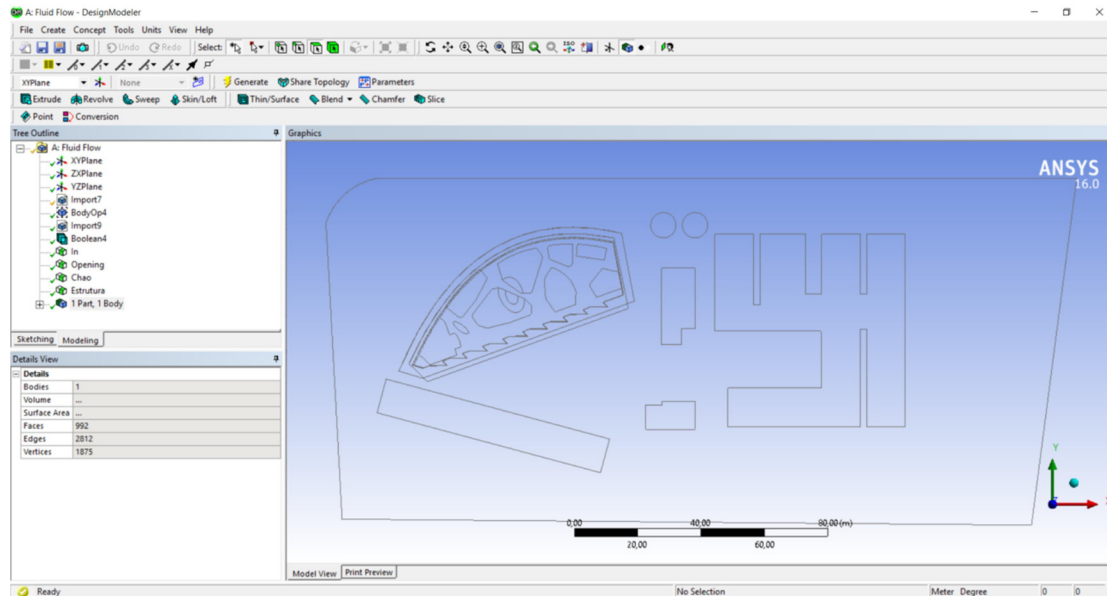 A: Fluid Flow - DesignModeler
File Create Concept Tools Units View Help
Undo Redo Select:
XYPlane None Generate Share Topology Parameters
Extrude Revolve Sweep Skin/Loft Thin/Surface Blend Chamfer Slice
Point Conversion
Tree Outline
A: Fluid Flow
XYPlane
ZXPlane
YZPlane
Import7
BodyOp4
Import9
Boolean4
In
Opening
Chao
Estrutura
1 Part, 1 Body
Sketching Modeling
Details View
Details
Bodies 1
Volume ...
Surface Area ...
Faces 992
Edges 2812
Vertices 1875
Graphics
ANSYS
16.0
Y
0,00 40,00 80,00 (m)
20,00 60,00
Model View Print Preview
Ready No Selection Meter Degree 0 0